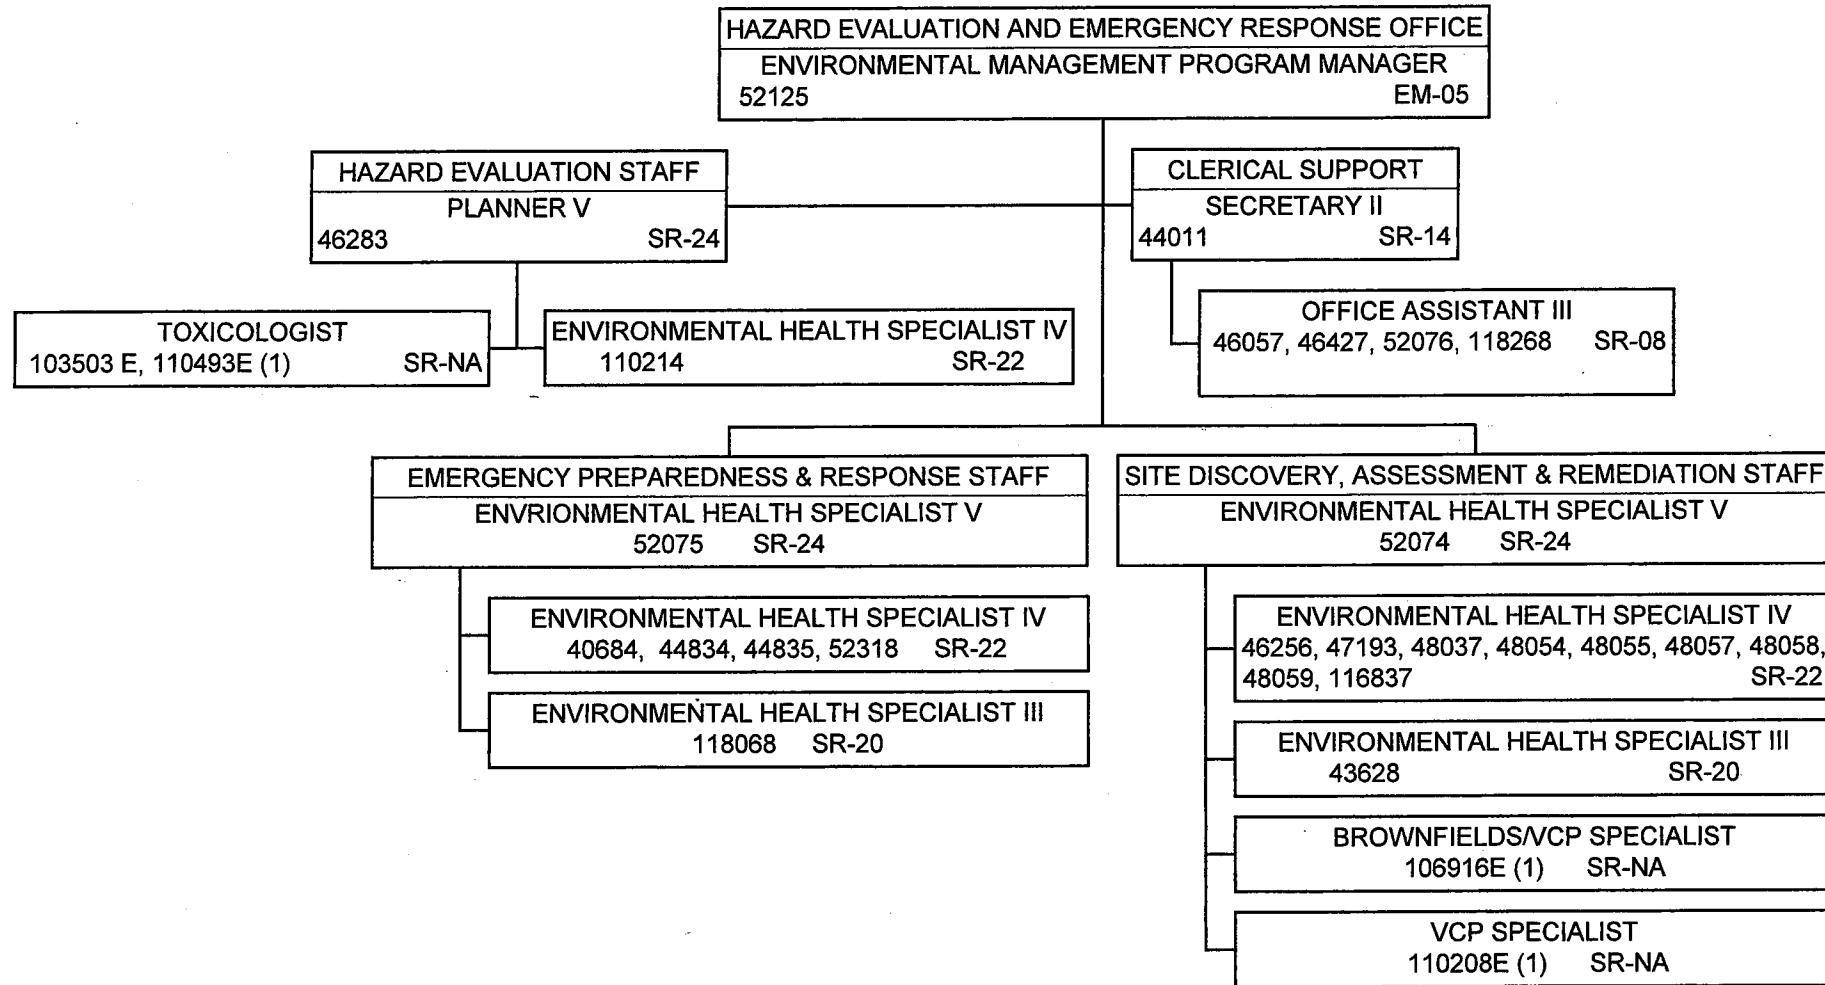 HAZARD EVALUATION AND EMERGENCY RESPONSE OFFICE
ENVIRONMENTAL MANAGEMENT PROGRAM MANAGER
52125 EM-05
HAZARD EVALUATION STAFF
PLANNER V
46283 SR-24
CLERICAL SUPPORT
SECRETARY II
44011 SR-14
TOXICOLOGIST
103503 E, 110493E (1) SR-NA
ENVIRONMENTAL HEALTH SPECIALIST IV
110214 SR-22
OFFICE ASSISTANT III
46057, 46427, 52076, 118268 SR-08
EMERGENCY PREPAREDNESS & RESPONSE STAFF
ENVRIONMENTAL HEALTH SPECIALIST V
52075 SR-24
ENVIRONMENTAL HEALTH SPECIALIST IV
40684, 44834, 44835, 52318 SR-22
ENVIRONMENTAL HEALTH SPECIALIST III
118068 SR-20
SITE DISCOVERY, ASSESSMENT & REMEDIATION STAFF
ENVIRONMENTAL HEALTH SPECIALIST V
52074 SR-24
ENVIRONMENTAL HEALTH SPECIALIST IV
46256, 47193, 48037, 48054, 48055, 48057, 48058,
48059, 116837 SR-22
ENVIRONMENTAL HEALTH SPECIALIST III
43628 SR-20
BROWNFIELDS/VCP SPECIALIST
106916E (1) SR-NA
VCP SPECIALIST
110208E (1) SR-NA